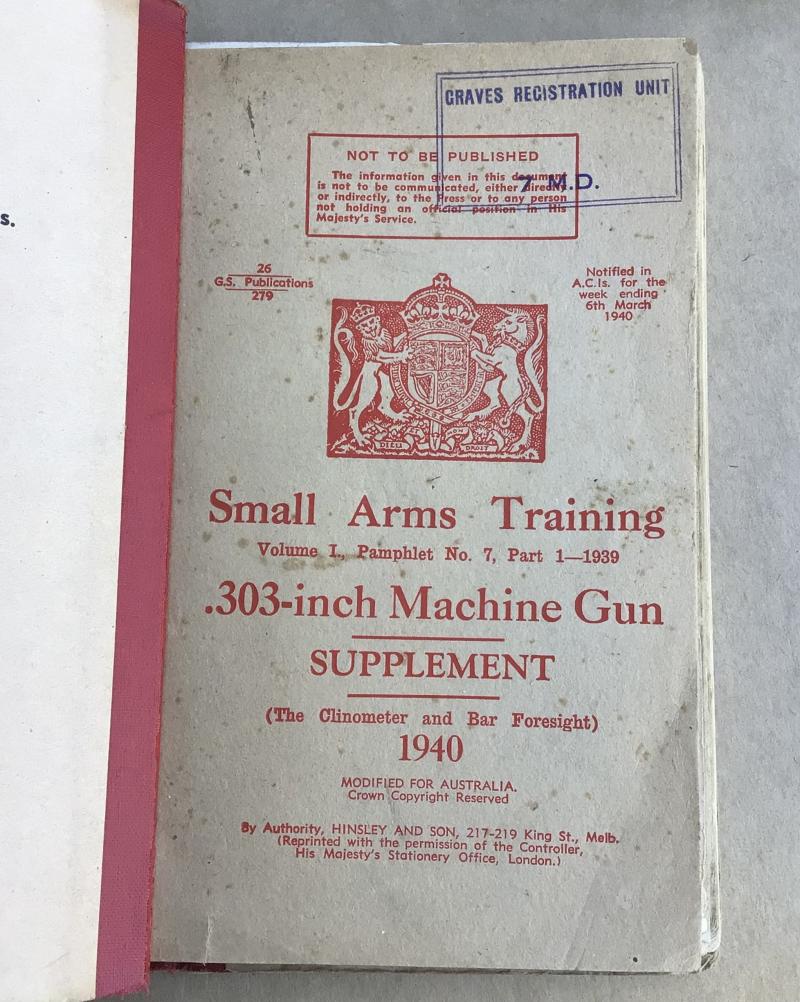 s.
GRAVES REGISTRATION UNIT
7 M.D.
NOT TO BE PUBLISHED
The information given in this document
is not to be communicated, either directly
or indirectly, to the Press or to any person
not holding an official position in His
Majesty's Service.
26
G.S. Publications
279
Notified in
A.C.Is. for the
week ending
6th March
1940
DIEU DROIT
Small Arms Training
Volume I., Pamphlet No. 7, Part 1—1939
.303-inch Machine Gun
SUPPLEMENT
(The Clinometer and Bar Foresight)
1940
MODIFIED FOR AUSTRALIA.
Crown Copyright Reserved
By Authority, HINSLEY AND SON, 217-219 King St., Melb.
(Reprinted with the permission of the Controller,
His Majesty's Stationery Office, London.)